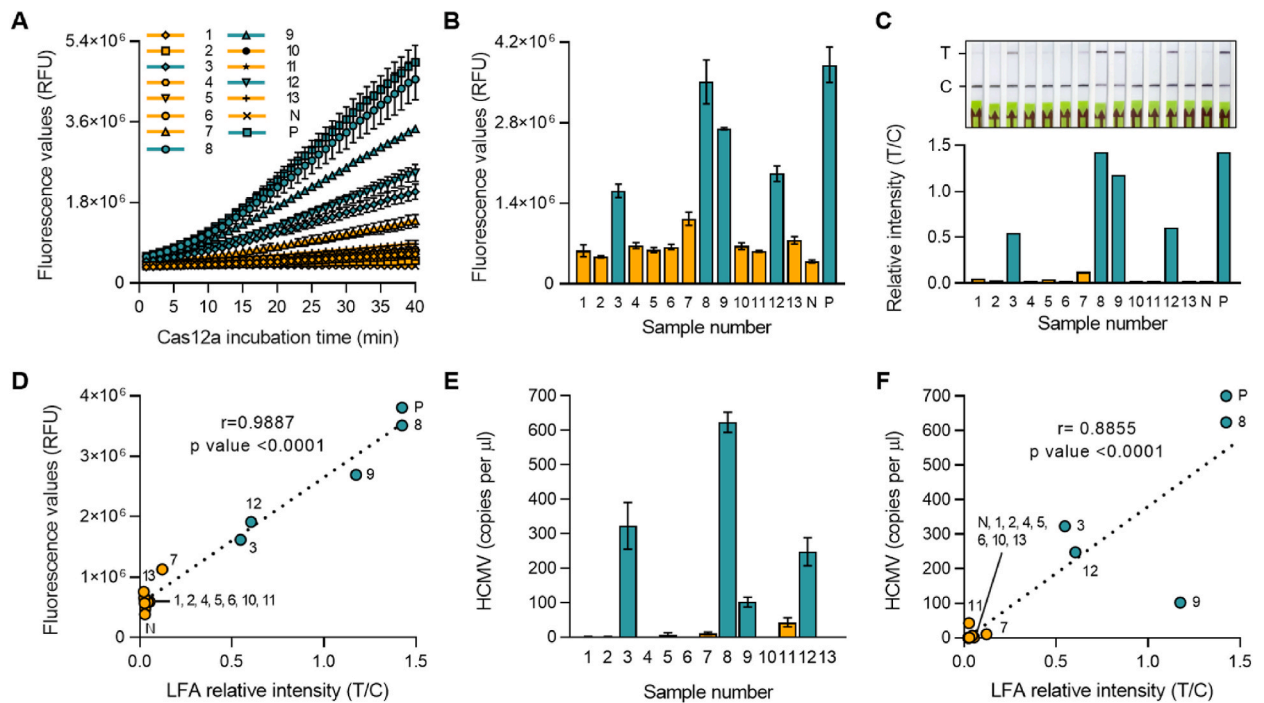 A
Fluorescence values (RFU)
5.4×10⁶
3.6×10⁶
1.8×10⁶
0
1 5 10 15 20 25 30 35 40
Cas12a incubation time (min)
1
2
3
4
5
6
7
8
9
10
11
12
13
N
P
B
Fluorescence values (RFU)
4.2×10⁶
2.8×10⁶
1.4×10⁶
0
1 2 3 4 5 6 7 8 9 10 11 12 13 N P
Sample number
C
T
C
Relative intensity (T/C)
1.5
1.0
0.5
0.0
1 2 3 4 5 6 7 8 9 10 11 12 13 N P
Sample number
D
Fluorescence values (RFU)
4×10⁶
3×10⁶
2×10⁶
1×10⁶
0
r=0.9887
p value <0.0001
P
8
9
12
3
7
13
1, 2, 4, 5, 6, 10, 11
N
0.0 0.5 1.0 1.5
LFA relative intensity (T/C)
E
HCMV (copies per μl)
700
600
500
400
300
200
100
0
1 2 3 4 5 6 7 8 9 10 11 12 13
Sample number
F
HCMV (copies per μl)
700
600
500
400
300
200
100
0
r= 0.8855
p value <0.0001
P
8
N, 1, 2, 4, 5,
6, 10, 13
3
12
9
11
7
0.0 0.5 1.0 1.5
LFA relative intensity (T/C)